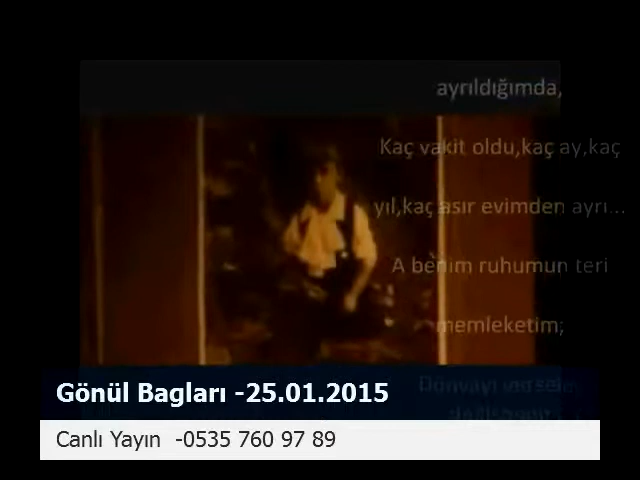 ayrıldığımda,
Kaç vakit oldu,kaç ay,kaç
yıl,kaç asır evimden ayrı...
A benim ruhumun teri
memleketim;
Gönül Bagları -25.01.2015
Canlı Yayın -0535 760 97 89